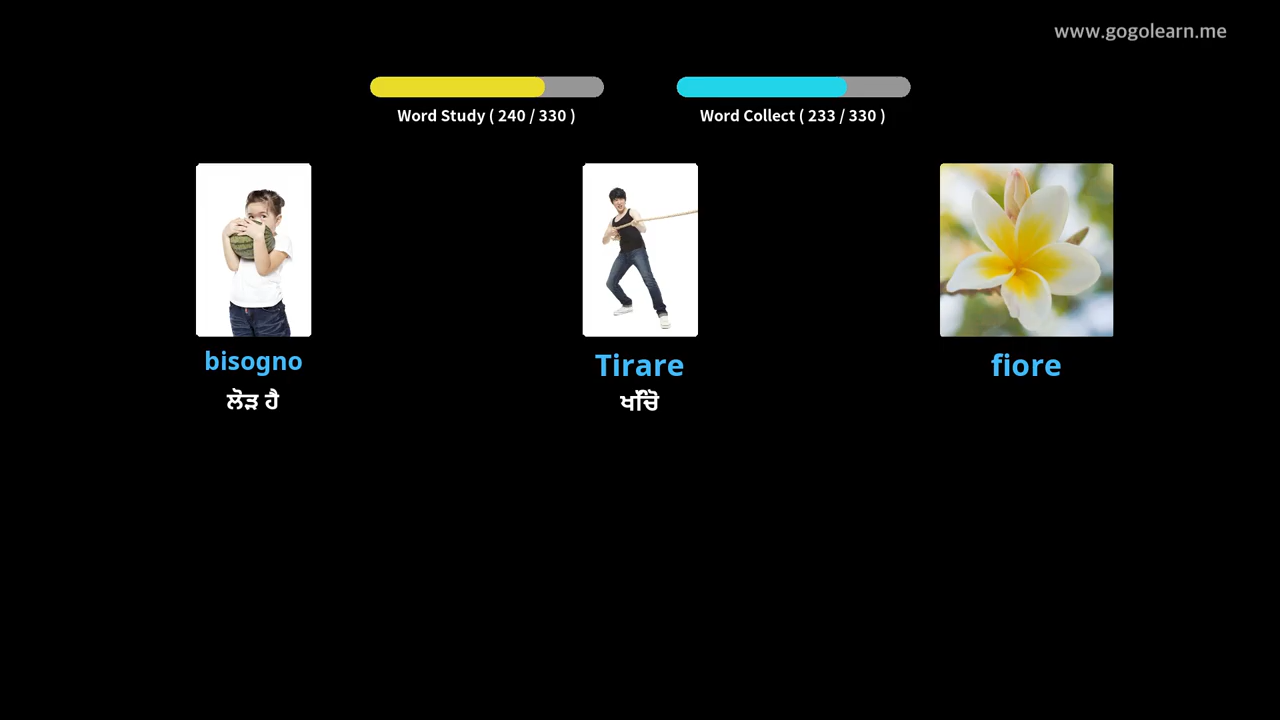 www.gogolearn.me
Word Study ( 240 / 330 )
Word Collect ( 233 / 330 )
bisogno
Tirare
fiore
ਲੋੜ ਹੈ
ਖਿੱਚੋ